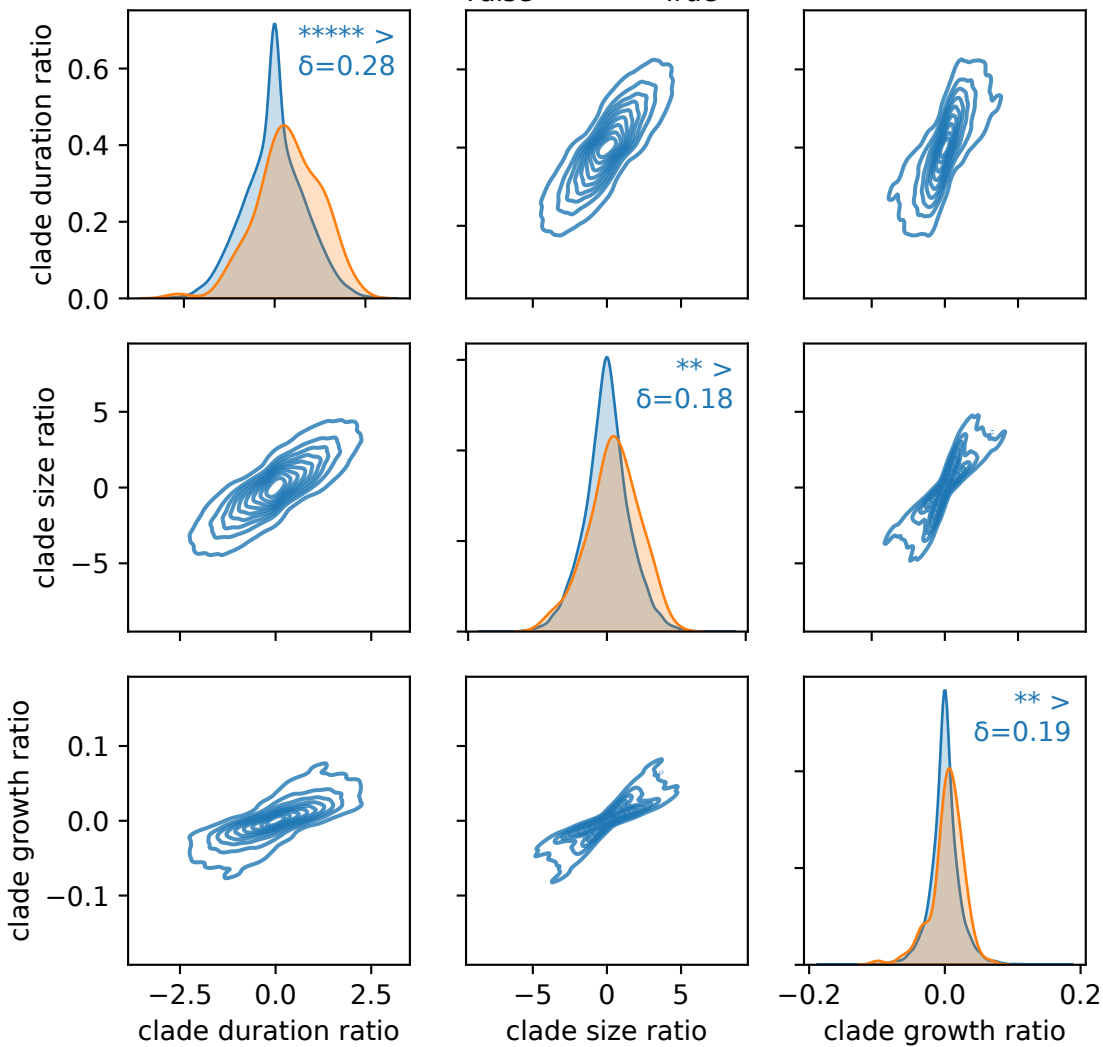 clade duration ratio
0.6
0.4
0.2
0.0
***** >
δ=0.28
clade size ratio
5
0
−5
** >
δ=0.18
clade growth ratio
0.1
0.0
−0.1
** >
δ=0.19
−2.5 0.0 2.5
−5 0 5
−0.2 0.0 0.2
clade duration ratio
clade size ratio
clade growth ratio